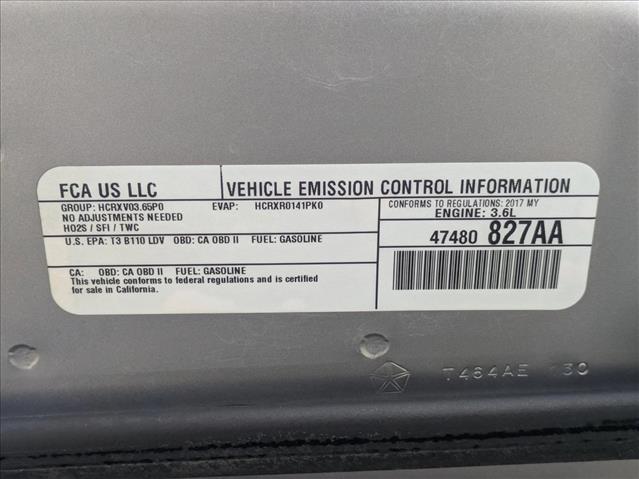 FCA US LLC
VEHICLE EMISSION CONTROL INFORMATION
GROUP: HCRXV03.65P0 EVAP: HCRXR0141PK0
NO ADJUSTMENTS NEEDED
HO2S / SFI / TWC
CONFORMS TO REGULATIONS: 2017 MY
ENGINE: 3.6L
U.S. EPA: T3 B110 LDV OBD: CA OBD II FUEL: GASOLINE
47480 827AA
CA: OBD: CA OBD II FUEL: GASOLINE
This vehicle conforms to federal regulations and is certified
for sale in California.
T464AE 130